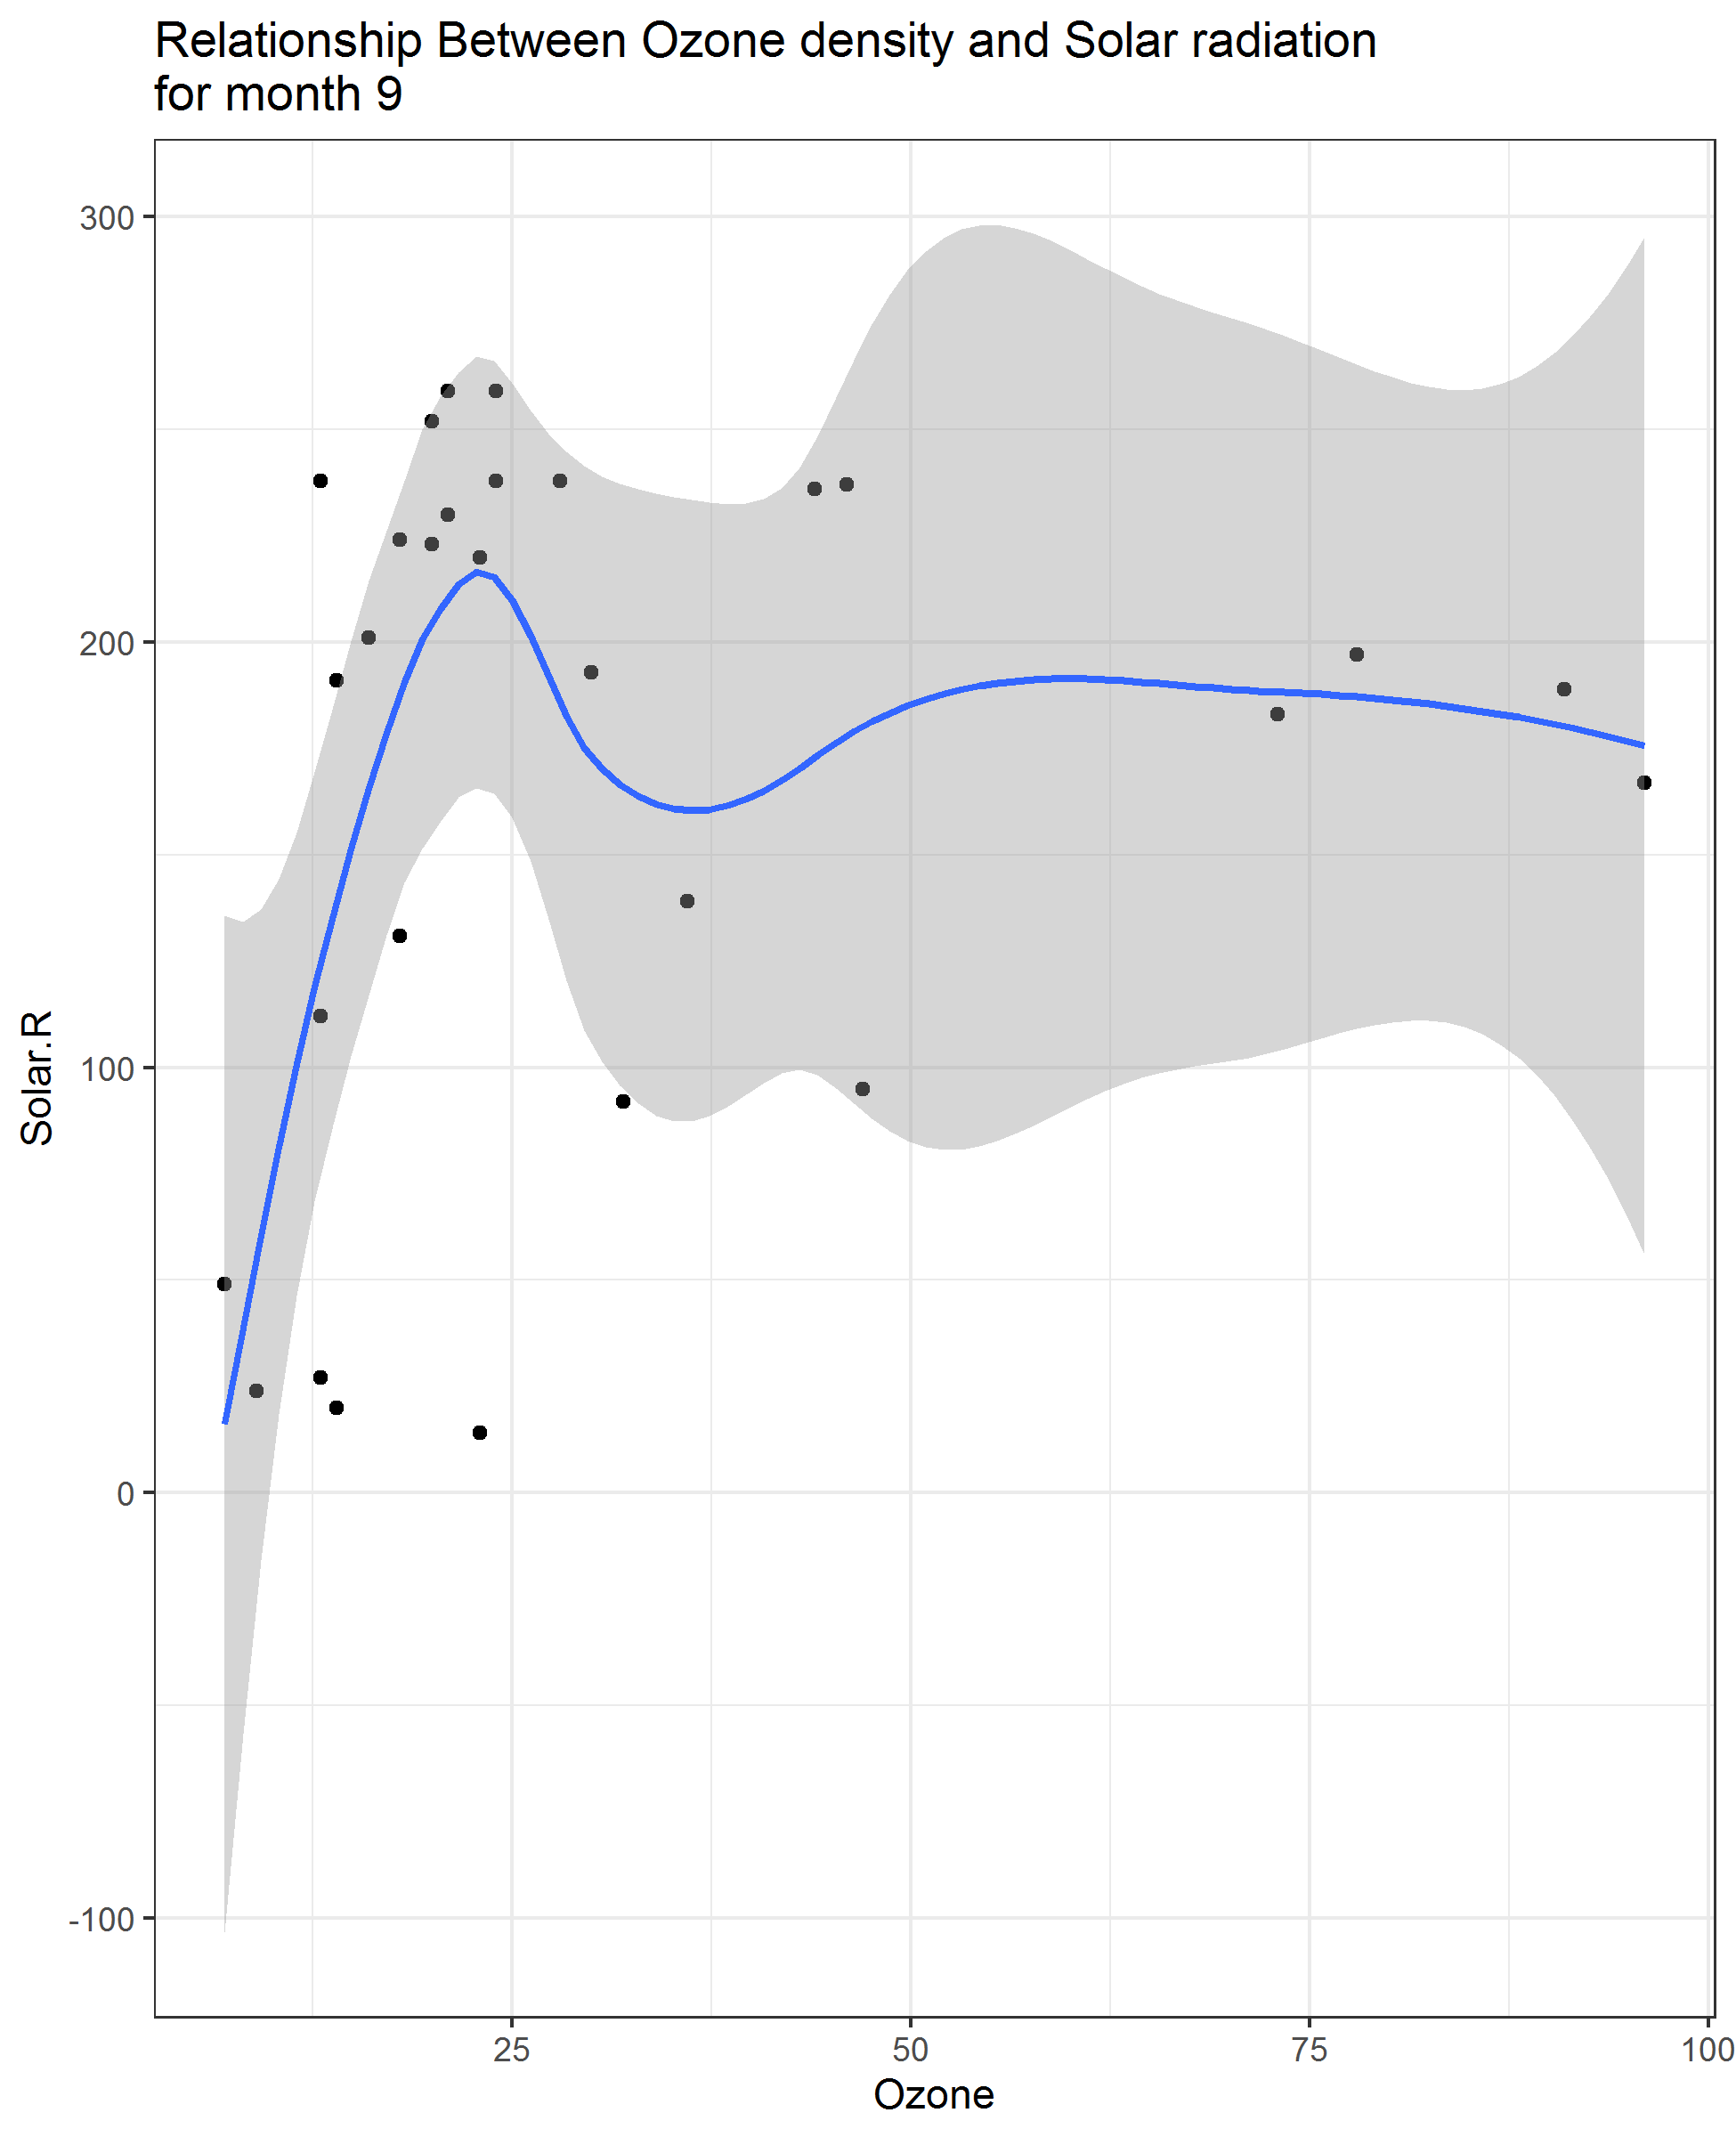 Relationship Between Ozone density and Solar radiation
for month 9
300
200
100
0
-100
Solar.R
25
50
75
100
Ozone